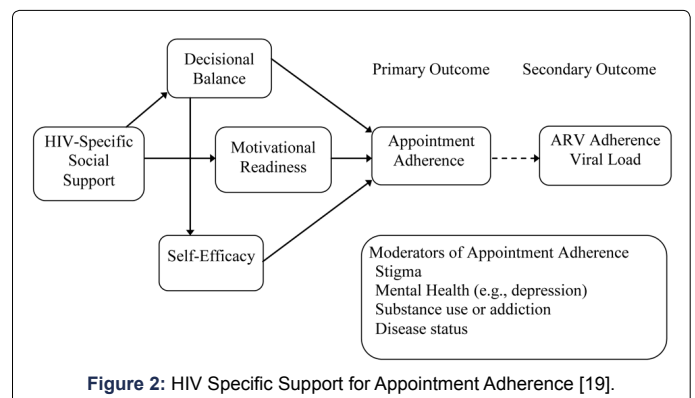 Decisional
Balance
Primary Outcome
Secondary Outcome
HIV-Specific
Social
Support
Motivational
Readiness
Appointment
Adherence
ARV Adherence
Viral Load
Self-Efficacy
Moderators of Appointment Adherence
Stigma
Mental Health (e.g., depression)
Substance use or addiction
Disease status
Figure 2: HIV Specific Support for Appointment Adherence [19].